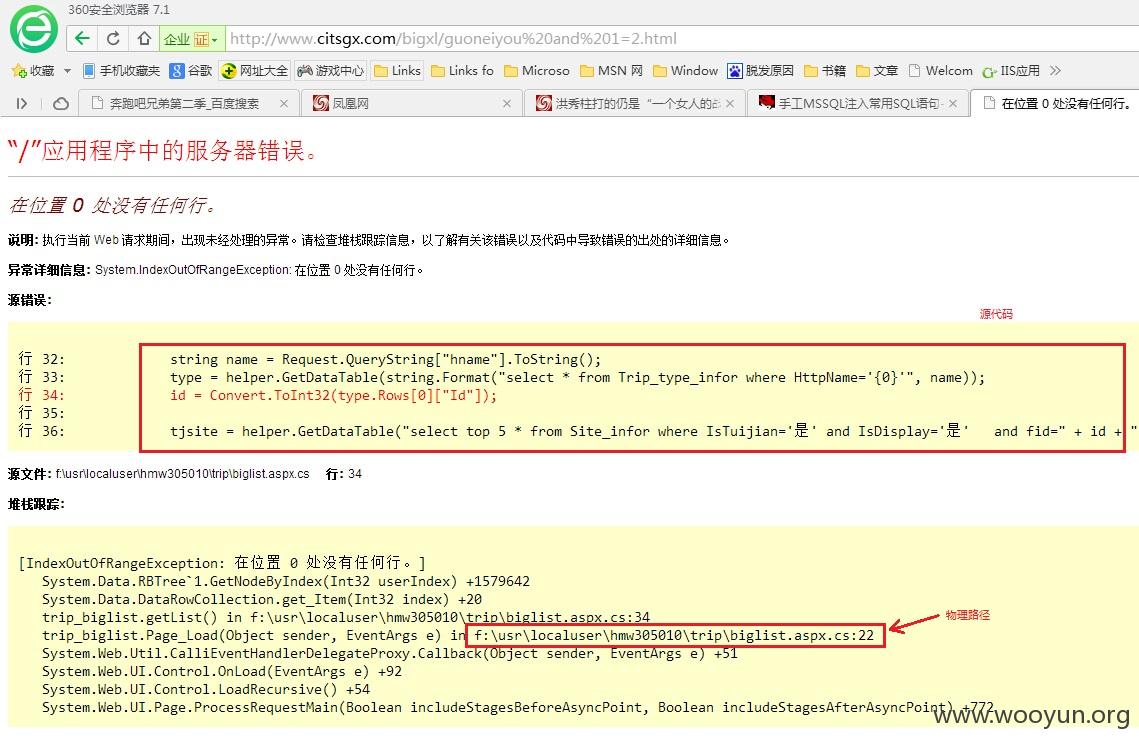 360安全浏览器 7.1
企业 证 http://www.citsgx.com/bigxl/guoneiyou%20and%201=2.html
收藏 手机收藏夹 谷歌 网址大全 游戏中心 Links Links fo Microso MSN 网 Window 脱发原因 书籍 文章 Welcom IIS应用
奔跑吧兄弟第二季_百度搜索 凤凰网 洪秀柱打的仍是“一个女人的战 手工MSSQL注入常用SQL语句- 在位置 0 处没有任何行。
“/”应用程序中的服务器错误。
在位置 0 处没有任何行。
说明: 执行当前 Web 请求期间，出现未经处理的异常。请检查堆栈跟踪信息，以了解有关该错误以及代码中导致错误的出处的详细信息。
异常详细信息: System.IndexOutOfRangeException: 在位置 0 处没有任何行。
源错误:
源代码
行 32: string name = Request.QueryString["hname"].ToString();
行 33: type = helper.GetDataTable(string.Format("select * from Trip_type_infor where HttpName='{0}'", name));
行 34: id = Convert.ToInt32(type.Rows[0]["Id"]);
行 35:
行 36: tjsite = helper.GetDataTable("select top 5 * from Site_infor where IsTuijian='是' and IsDisplay='是' and fid=" + id + "
源文件: f:\usr\localuser\hmw305010\trip\biglist.aspx.cs 行: 34
堆栈跟踪:
[IndexOutOfRangeException: 在位置 0 处没有任何行。]
System.Data.RBTree`1.GetNodeByIndex(Int32 userIndex) +1579642
System.Data.DataRowCollection.get_Item(Int32 index) +20
trip_biglist.getList() in f:\usr\localuser\hmw305010\trip\biglist.aspx.cs:34
物理路径
trip_biglist.Page_Load(Object sender, EventArgs e) in f:\usr\localuser\hmw305010\trip\biglist.aspx.cs:22
System.Web.Util.CalliEventHandlerDelegateProxy.Callback(Object sender, EventArgs e) +51
System.Web.UI.Control.OnLoad(EventArgs e) +92
System.Web.UI.Control.LoadRecursive() +54
System.Web.UI.Page.ProcessRequestMain(Boolean includeStagesBeforeAsyncPoint, Boolean includeStagesAfterAsyncPoint) +772
www.wooyun.org